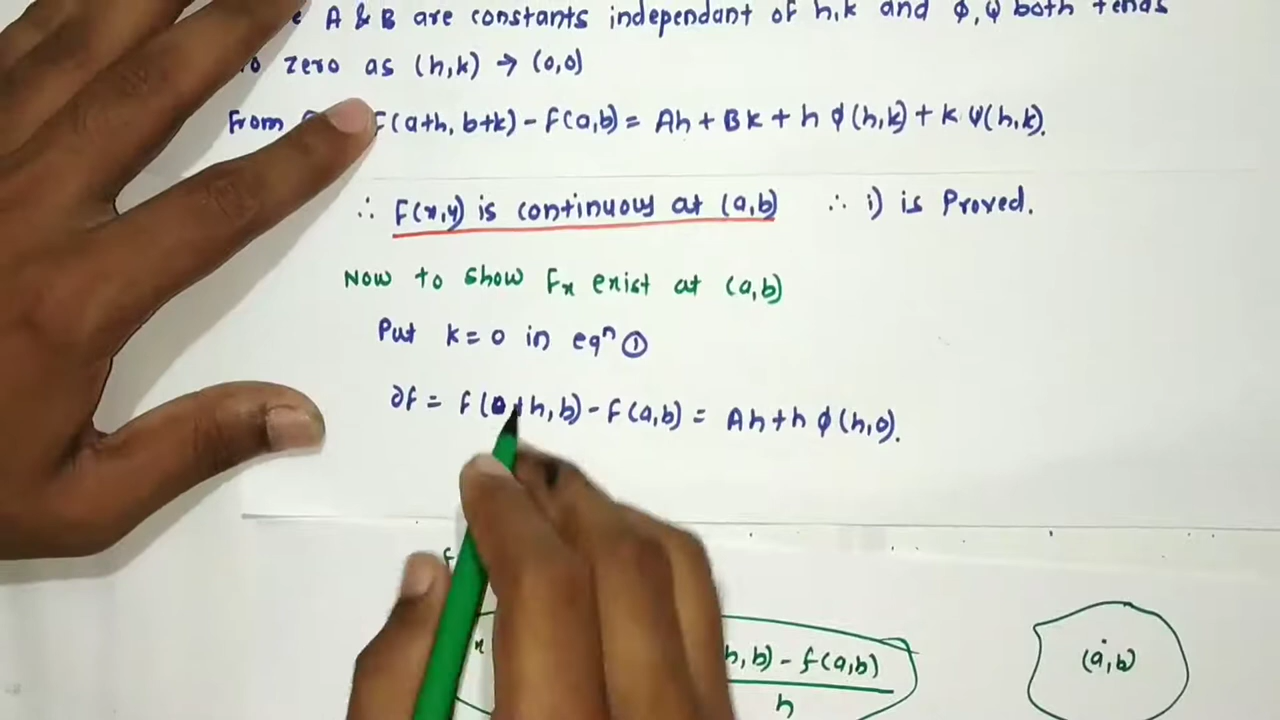 A & B are constants independant of h,k and ϕ,ψ both tends
zero as (h,k) → (0,0)
From F(a+h, b+k) - f(a,b) = Ah + Bk + h ϕ(h,k) + k ψ(h,k).
∴ f(x,y) is continuous at (a,b) ∴ i) is Proved.
Now to show Fx exist at (a,b)
Put k = 0 in eqⁿ ①
∂f = f(a+h, b) - f(a,b) = Ah + h ϕ(h,0).
f
x h, b) - f(a,b)
h
(a,b)